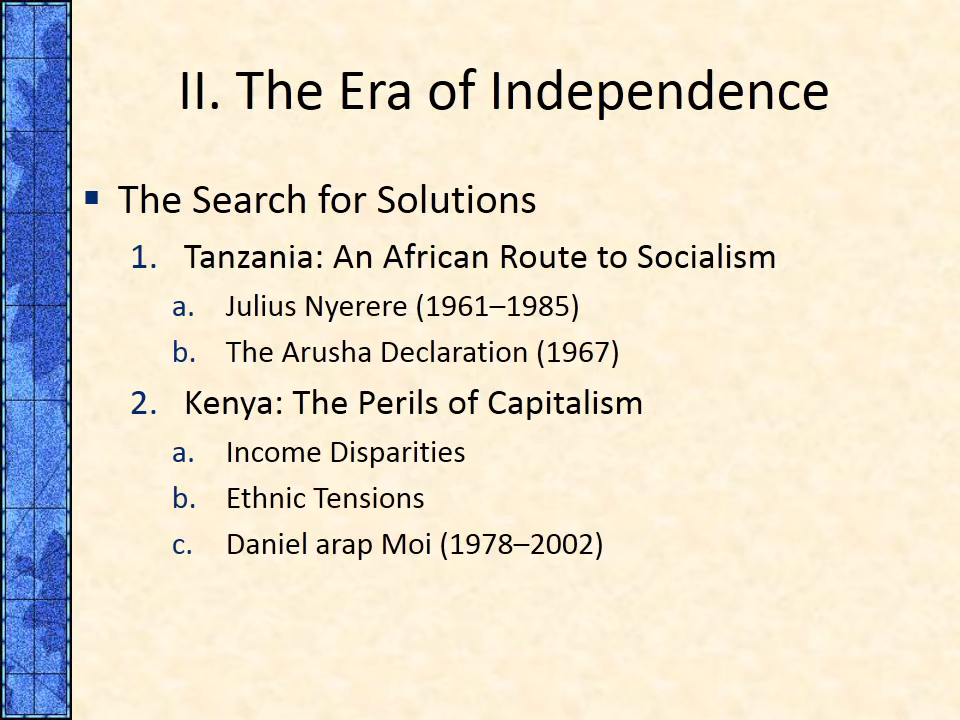 II. The Era of Independence
▪ The Search for Solutions
1. Tanzania: An African Route to Socialism
a. Julius Nyerere (1961–1985)
b. The Arusha Declaration (1967)
2. Kenya: The Perils of Capitalism
a. Income Disparities
b. Ethnic Tensions
c. Daniel arap Moi (1978–2002)